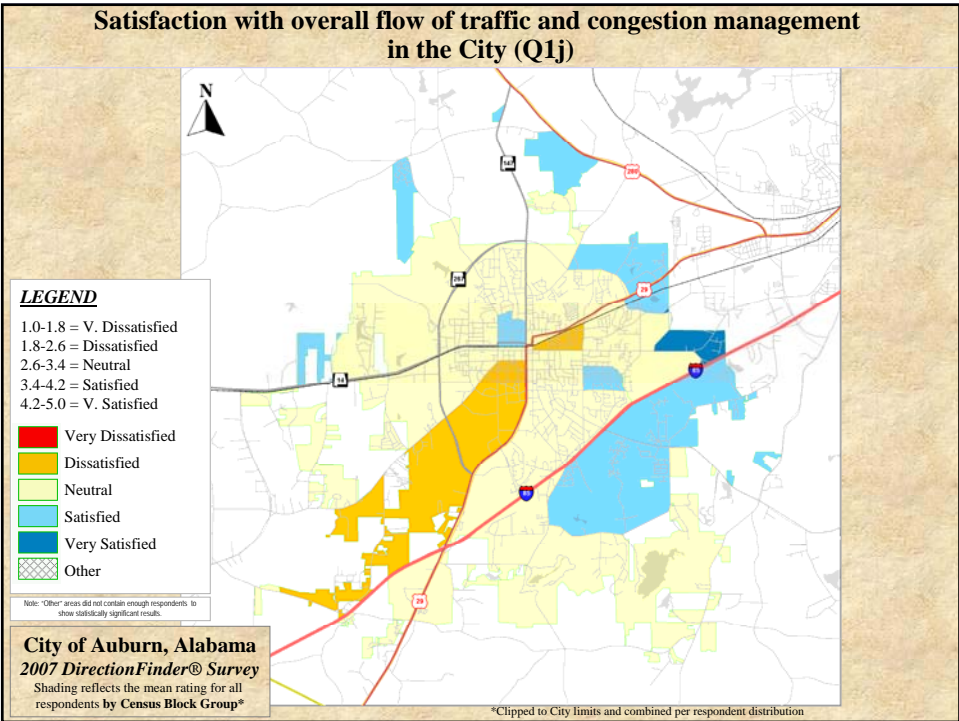 Satisfaction with overall flow of traffic and congestion management
in the City (Q1j)
N
147
280
267
29
14
85
85
29
LEGEND
1.0-1.8 = V. Dissatisfied
1.8-2.6 = Dissatisfied
2.6-3.4 = Neutral
3.4-4.2 = Satisfied
4.2-5.0 = V. Satisfied
Very Dissatisfied
Dissatisfied
Neutral
Satisfied
Very Satisfied
Other
Note: "Other" areas did not contain enough respondents to
show statistically significant results.
City of Auburn, Alabama
2007 DirectionFinder® Survey
Shading reflects the mean rating for all
respondents by Census Block Group*
*Clipped to City limits and combined per respondent distribution